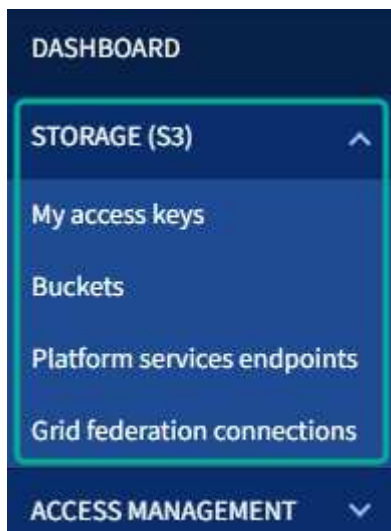 DASHBOARD
STORAGE (S3)
My access keys
Buckets
Platform services endpoints
Grid federation connections
ACCESS MANAGEMENT